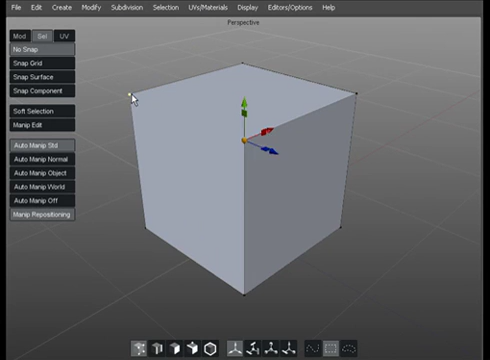 File Edit Create Modify Subdivision Selection UVs/Materials Display Editors/Options Help
Perspective
Mod Sel UV
No Snap
Snap Grid
Snap Surface
Snap Component
Soft Selection
Manip Edit
Auto Manip Std
Auto Manip Normal
Auto Manip Object
Auto Manip World
Auto Manip Off
Manip Repositioning